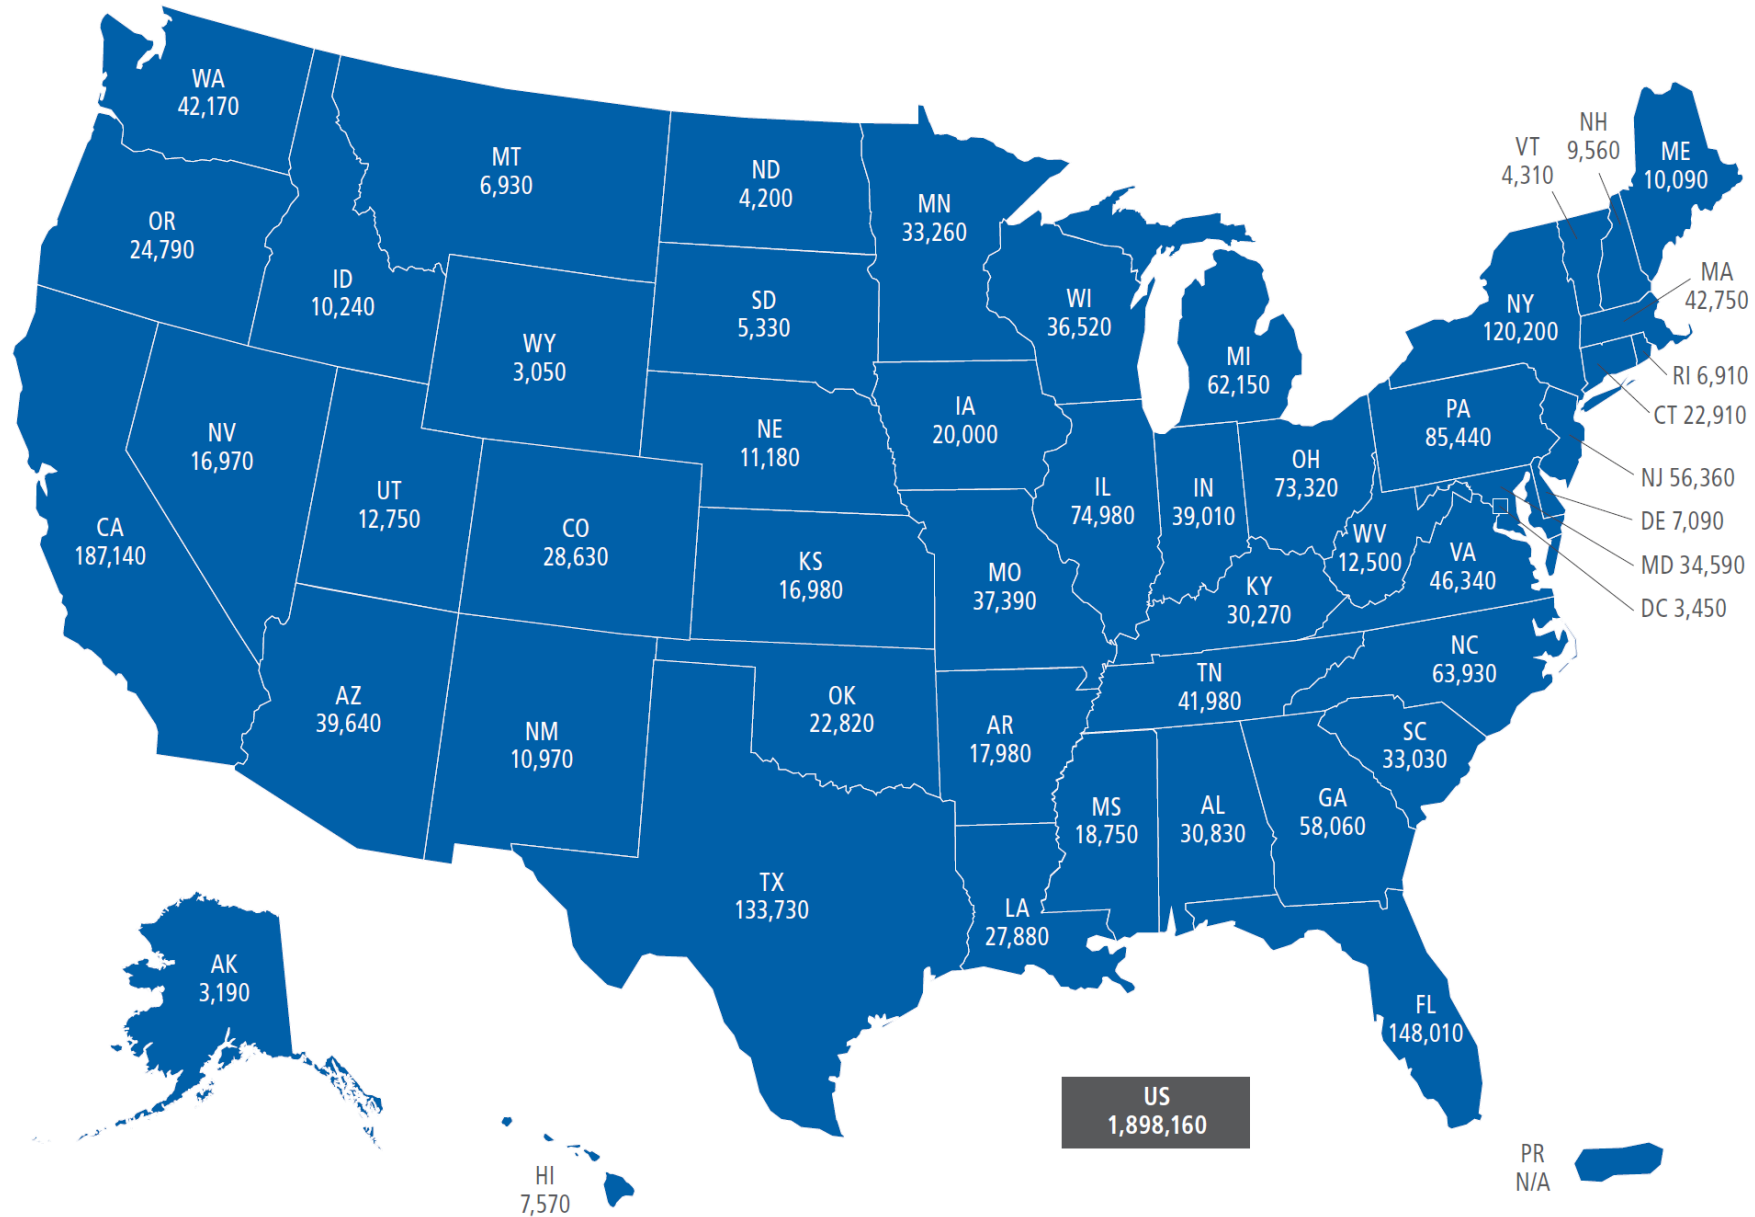 WA
42,170
MT
6,930
ND
4,200
MN
33,260
VT
4,310
NH
9,560
ME
10,090
OR
24,790
ID
10,240
SD
5,330
WI
36,520
MI
62,150
NY
120,200
MA
42,750
WY
3,050
RI 6,910
CT 22,910
NV
16,970
NE
11,180
IA
20,000
PA
85,440
NJ 56,360
UT
12,750
CO
28,630
IL
74,980
IN
39,010
OH
73,320
DE 7,090
CA
187,140
KS
16,980
MO
37,390
WV
12,500
VA
46,340
MD 34,590
KY
30,270
DC 3,450
AZ
39,640
NM
10,970
OK
22,820
AR
17,980
TN
41,980
NC
63,930
SC
33,030
TX
133,730
LA
27,880
MS
18,750
AL
30,830
GA
58,060
AK
3,190
FL
148,010
US
1,898,160
HI
7,570
PR
N/A